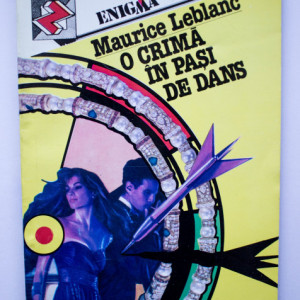 ENIGMA
Maurice Leblanc
O CRIMĂ
ÎN PAȘI
DE DANS